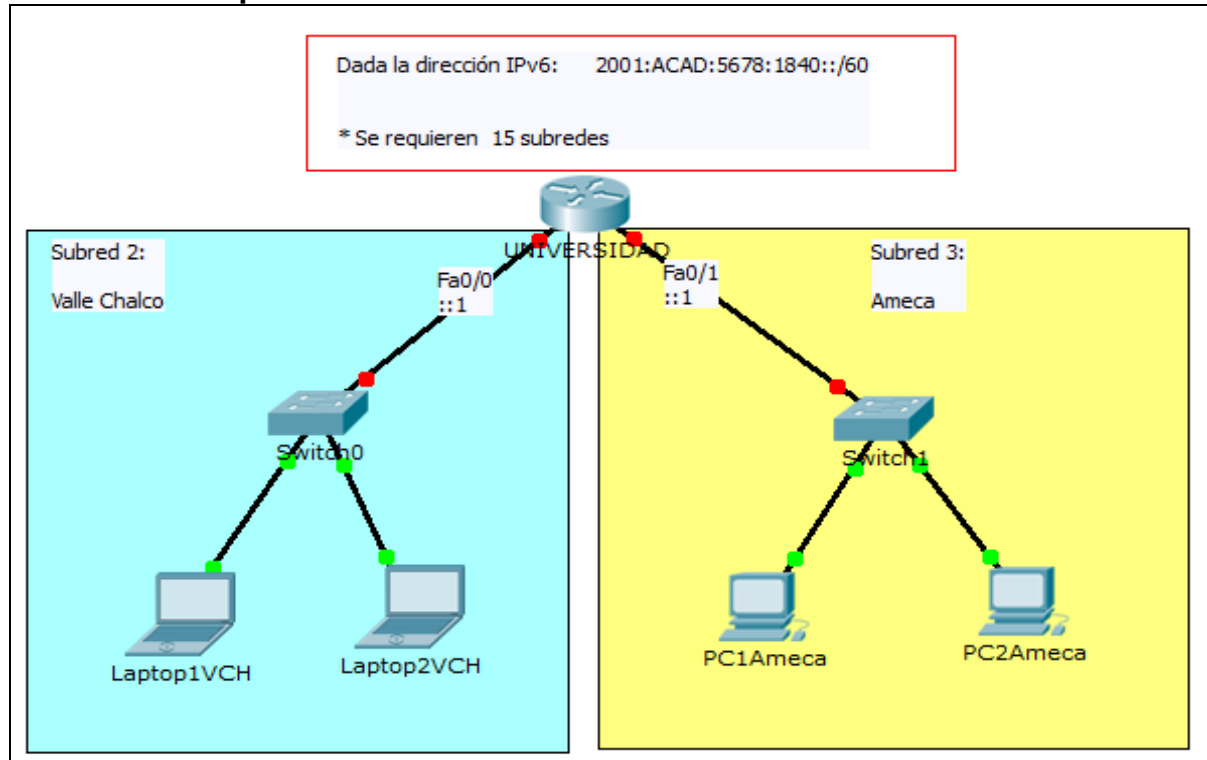 Dada la dirección IPv6: 2001:ACAD:5678:1840::/60
* Se requieren 15 subredes
UNIVERSIDAD
Subred 2:
Valle Chalco
Fa0/0
::1
Fa0/1
::1
Subred 3:
Ameca
Switch0
Switch1
Laptop1VCH
Laptop2VCH
PC1Ameca
PC2Ameca